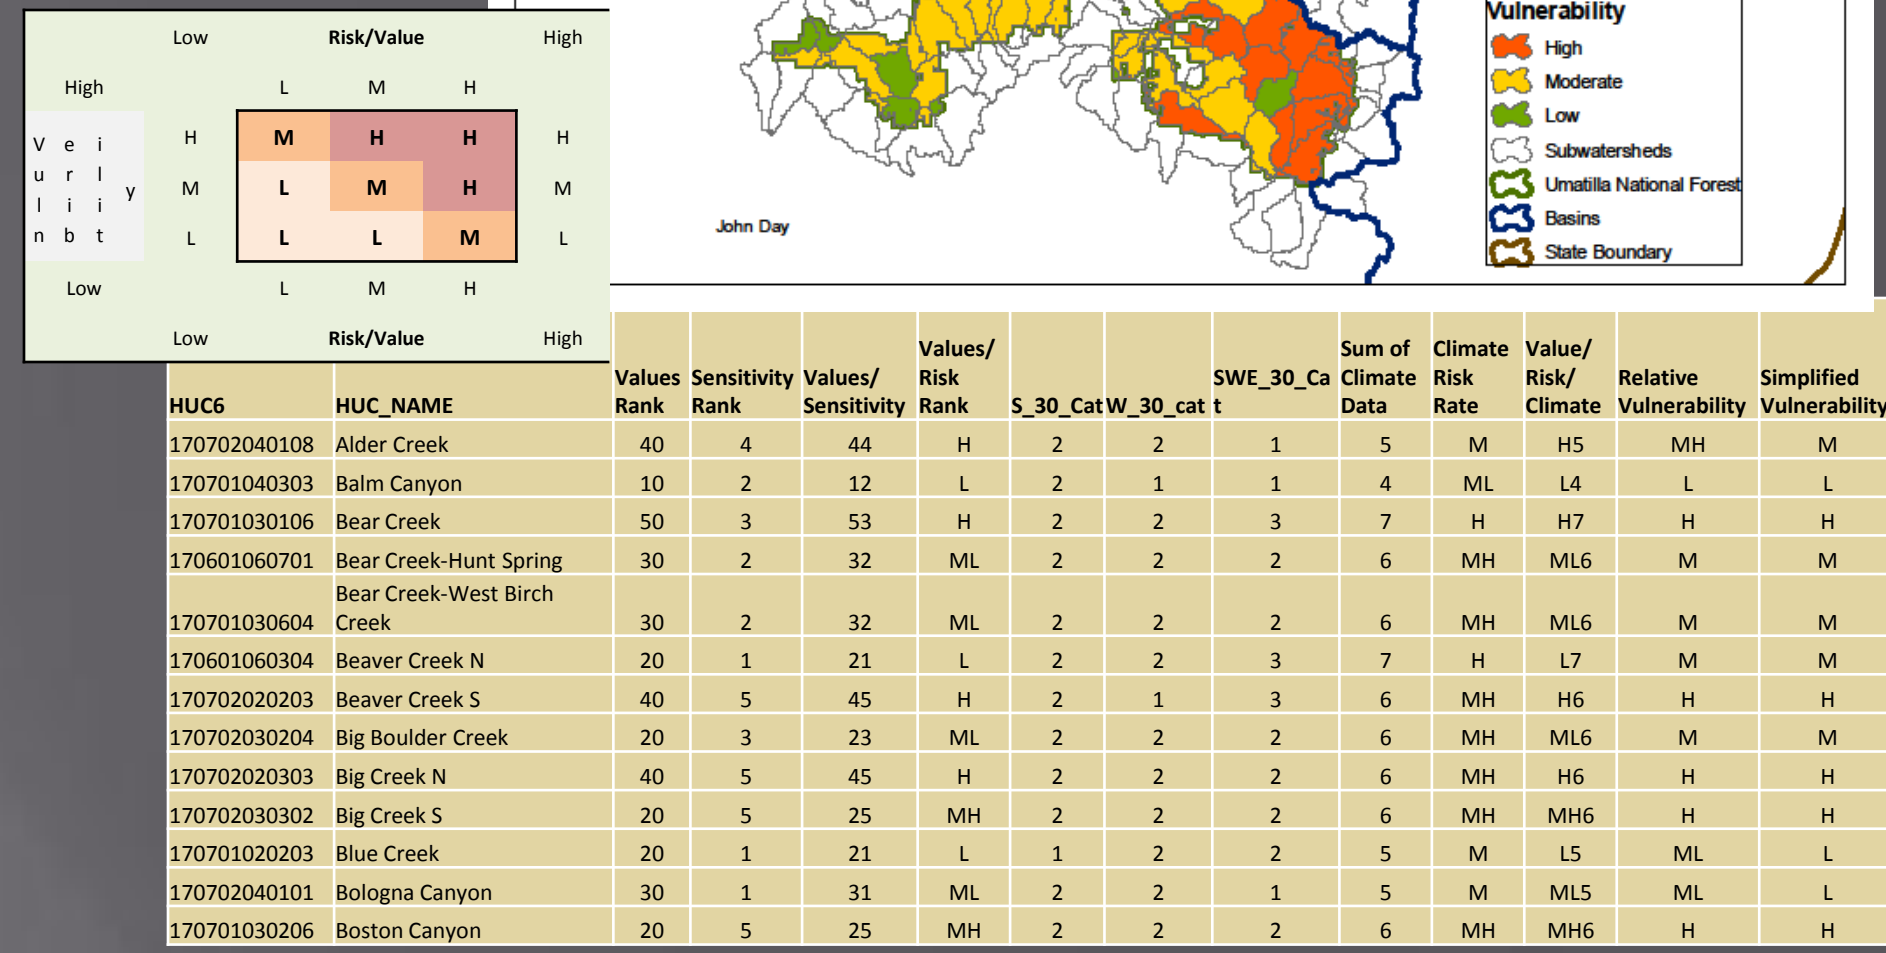 Low Risk/Value High
High L M H
H M H H H
V e i
u r l y
l i i
n b t
M L M H M
L L L M L
Low L M H
Low Risk/Value High
John Day
Vulnerability
High
Moderate
Low
Subwatersheds
Umatilla National Forest
Basins
State Boundary
HUC6 HUC_NAME Values Rank Sensitivity Rank Values/ Sensitivity Values/ Risk Rank S_30_Cat W_30_cat SWE_30_Ca t Sum of Climate Data Climate Risk Rate Value/ Risk/ Climate Relative Vulnerability Simplified Vulnerability
170702040108 Alder Creek 40 4 44 H 2 2 1 5 M H5 MH M
170701040303 Balm Canyon 10 2 12 L 2 1 1 4 ML L4 L L
170701030106 Bear Creek 50 3 53 H 2 2 3 7 H H7 H H
170601060701 Bear Creek-Hunt Spring 30 2 32 ML 2 2 2 6 MH ML6 M M
Bear Creek-West Birch
170701030604 Creek 30 2 32 ML 2 2 2 6 MH ML6 M M
170601060304 Beaver Creek N 20 1 21 L 2 2 3 7 H L7 M M
170702020203 Beaver Creek S 40 5 45 H 2 1 3 6 MH H6 H H
170702030204 Big Boulder Creek 20 3 23 ML 2 2 2 6 MH ML6 M M
170702020303 Big Creek N 40 5 45 H 2 2 2 6 MH H6 H H
170702030302 Big Creek S 20 5 25 MH 2 2 2 6 MH MH6 H H
170701020203 Blue Creek 20 1 21 L 1 2 2 5 M L5 ML L
170702040101 Bologna Canyon 30 1 31 ML 2 2 1 5 M ML5 ML L
170701030206 Boston Canyon 20 5 25 MH 2 2 2 6 MH MH6 H H